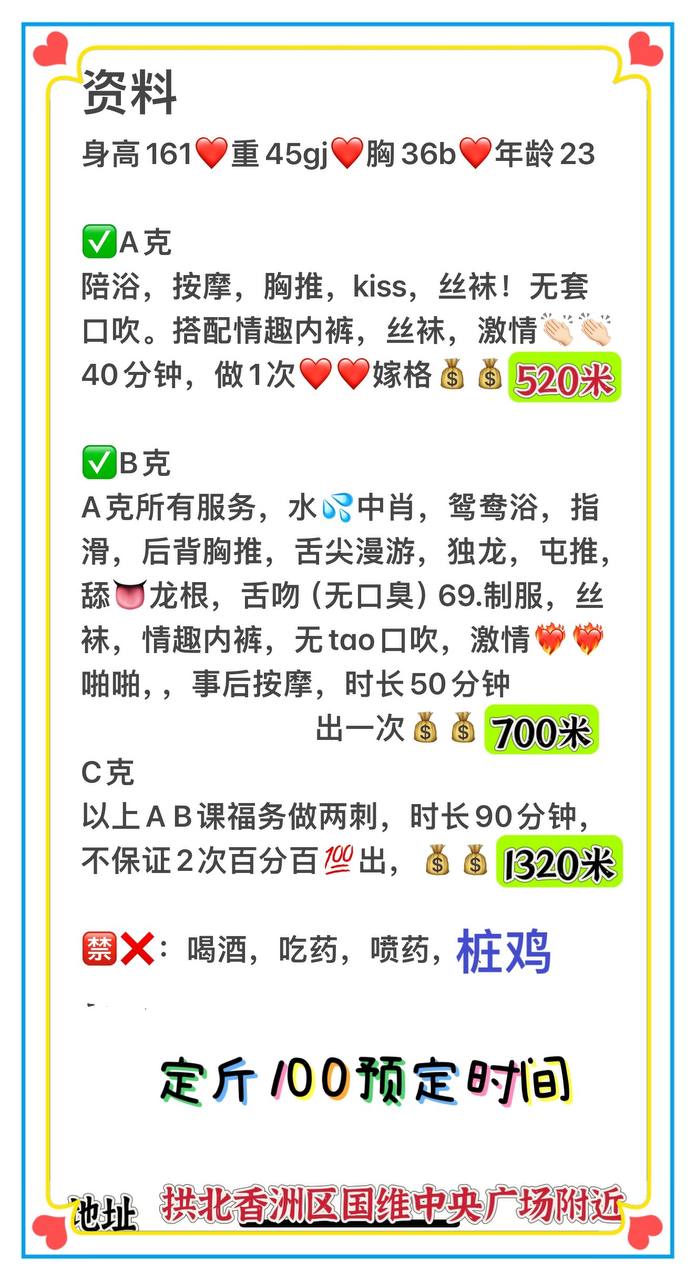 资料
身高161❤️重45gj❤️胸36b❤️年龄23
✅A克
陪浴，按摩，胸推，kiss，丝袜！无套
口吹。搭配情趣内裤，丝袜，激情👏🏻👏🏻
40分钟，做1次❤️❤️嫁格💰💰520米
✅B克
A克所有服务，水💦中肖，鸳鸯浴，指
滑，后背胸推，舌尖漫游，独龙，屯推，
舔👅龙根，舌吻（无口臭）69.制服，丝
袜，情趣内裤，无tao口吹，激情❤️‍🔥❤️‍🔥
啪啪，，事后按摩，时长50分钟
出一次💰💰700米
C克
以上AB课福务做两刺，时长90分钟，
不保证2次百分百💯出，💰💰1320米
🈲❌：喝酒，吃药，喷药，桩鸡
定斤100预定时间
地址 拱北香洲区国维中央广场附近